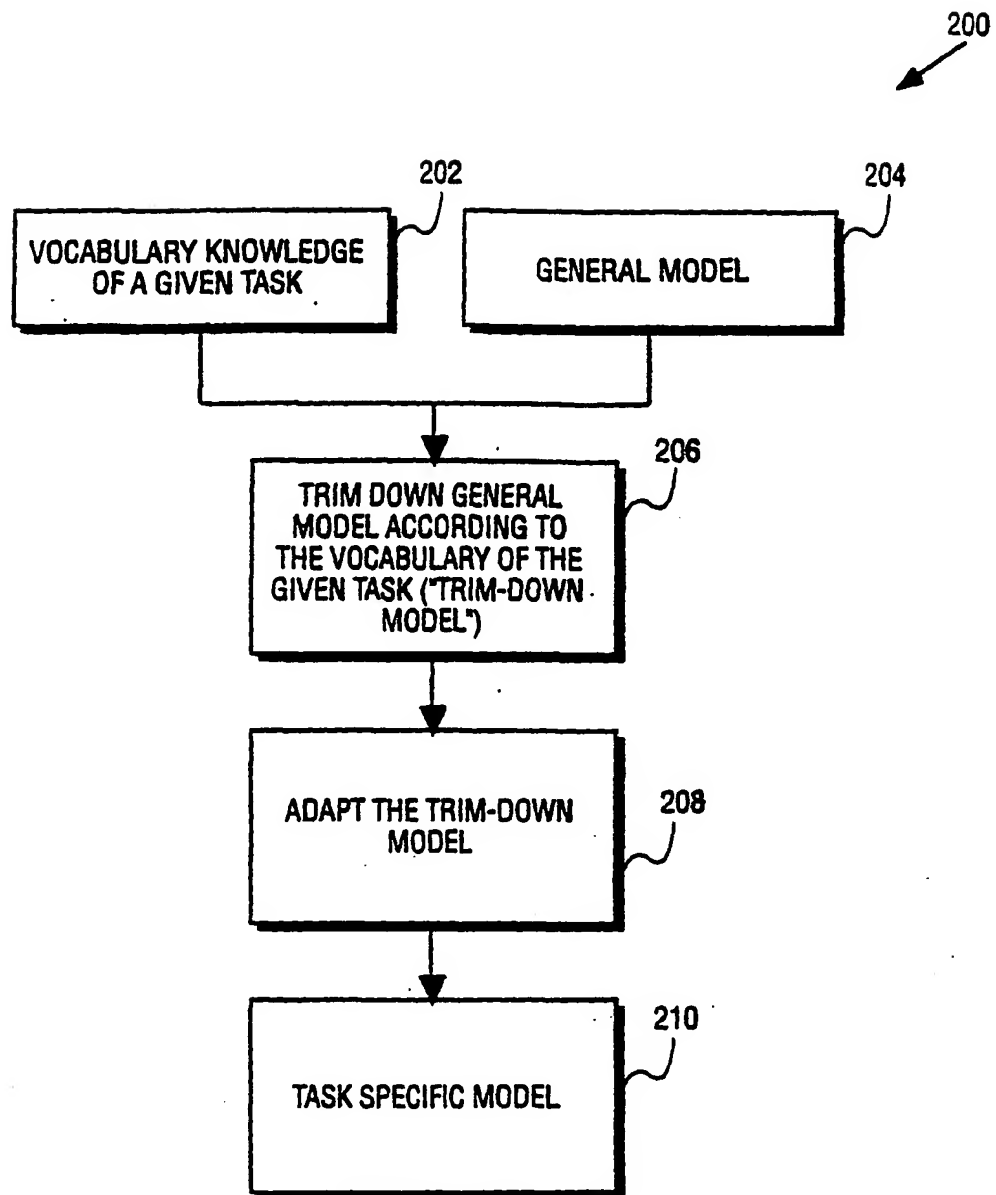 200
202
204
VOCABULARY KNOWLEDGE
OF A GIVEN TASK
GENERAL MODEL
206
TRIM DOWN GENERAL
MODEL ACCORDING TO
THE VOCABULARY OF THE
GIVEN TASK ("TRIM-DOWN
MODEL")
ADAPT THE TRIM-DOWN
MODEL
208
210
TASK SPECIFIC MODEL